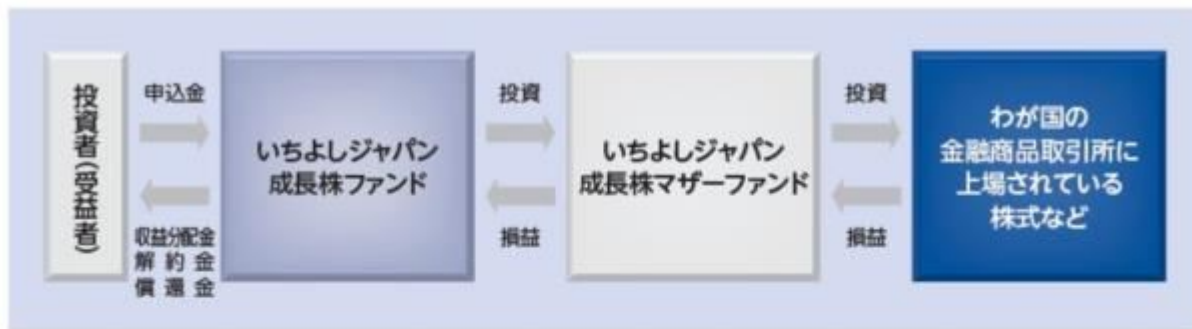 投資者(受益者)
申込金
収益分配金
解約金
償還金
いちよしジャパン
成長株ファンド
投資
損益
いちよしジャパン
成長株マザーファンド
投資
損益
わが国の
金融商品取引所に
上場されている
株式など